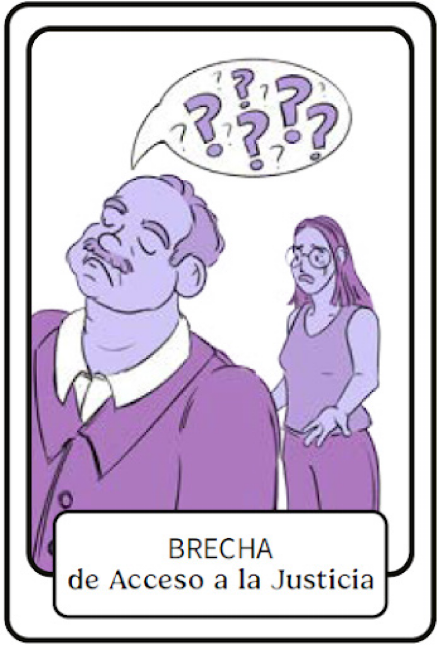 ? ? ? ? ? ? ? ? ? ?
BRECHA
de Acceso a la Justicia